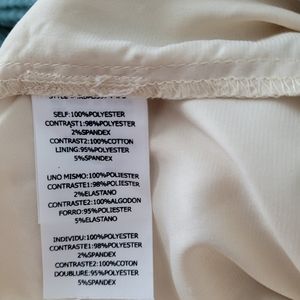 SELF:100%POLYESTER
CONTRAST1:98%POLYESTER
2%SPANDEX
CONTRAST2:100%COTTON
LINING:95%POLYESTER
5%SPANDEX
UNO MISMO:100%POLIESTER
CONTRASTE1:98%POLIESTER
2%ELASTANO
CONTRASTE2:100%ALGODON
FORRO:95%POLIESTER
5%ELASTANO
INDIVIDU:100%POLYESTER
CONTRASTE1:98%POLYESTER
2%SPANDEX
CONTRASTE2:100%COTON
DOUBLURE:95%POLYESTER
5%SPANDEX